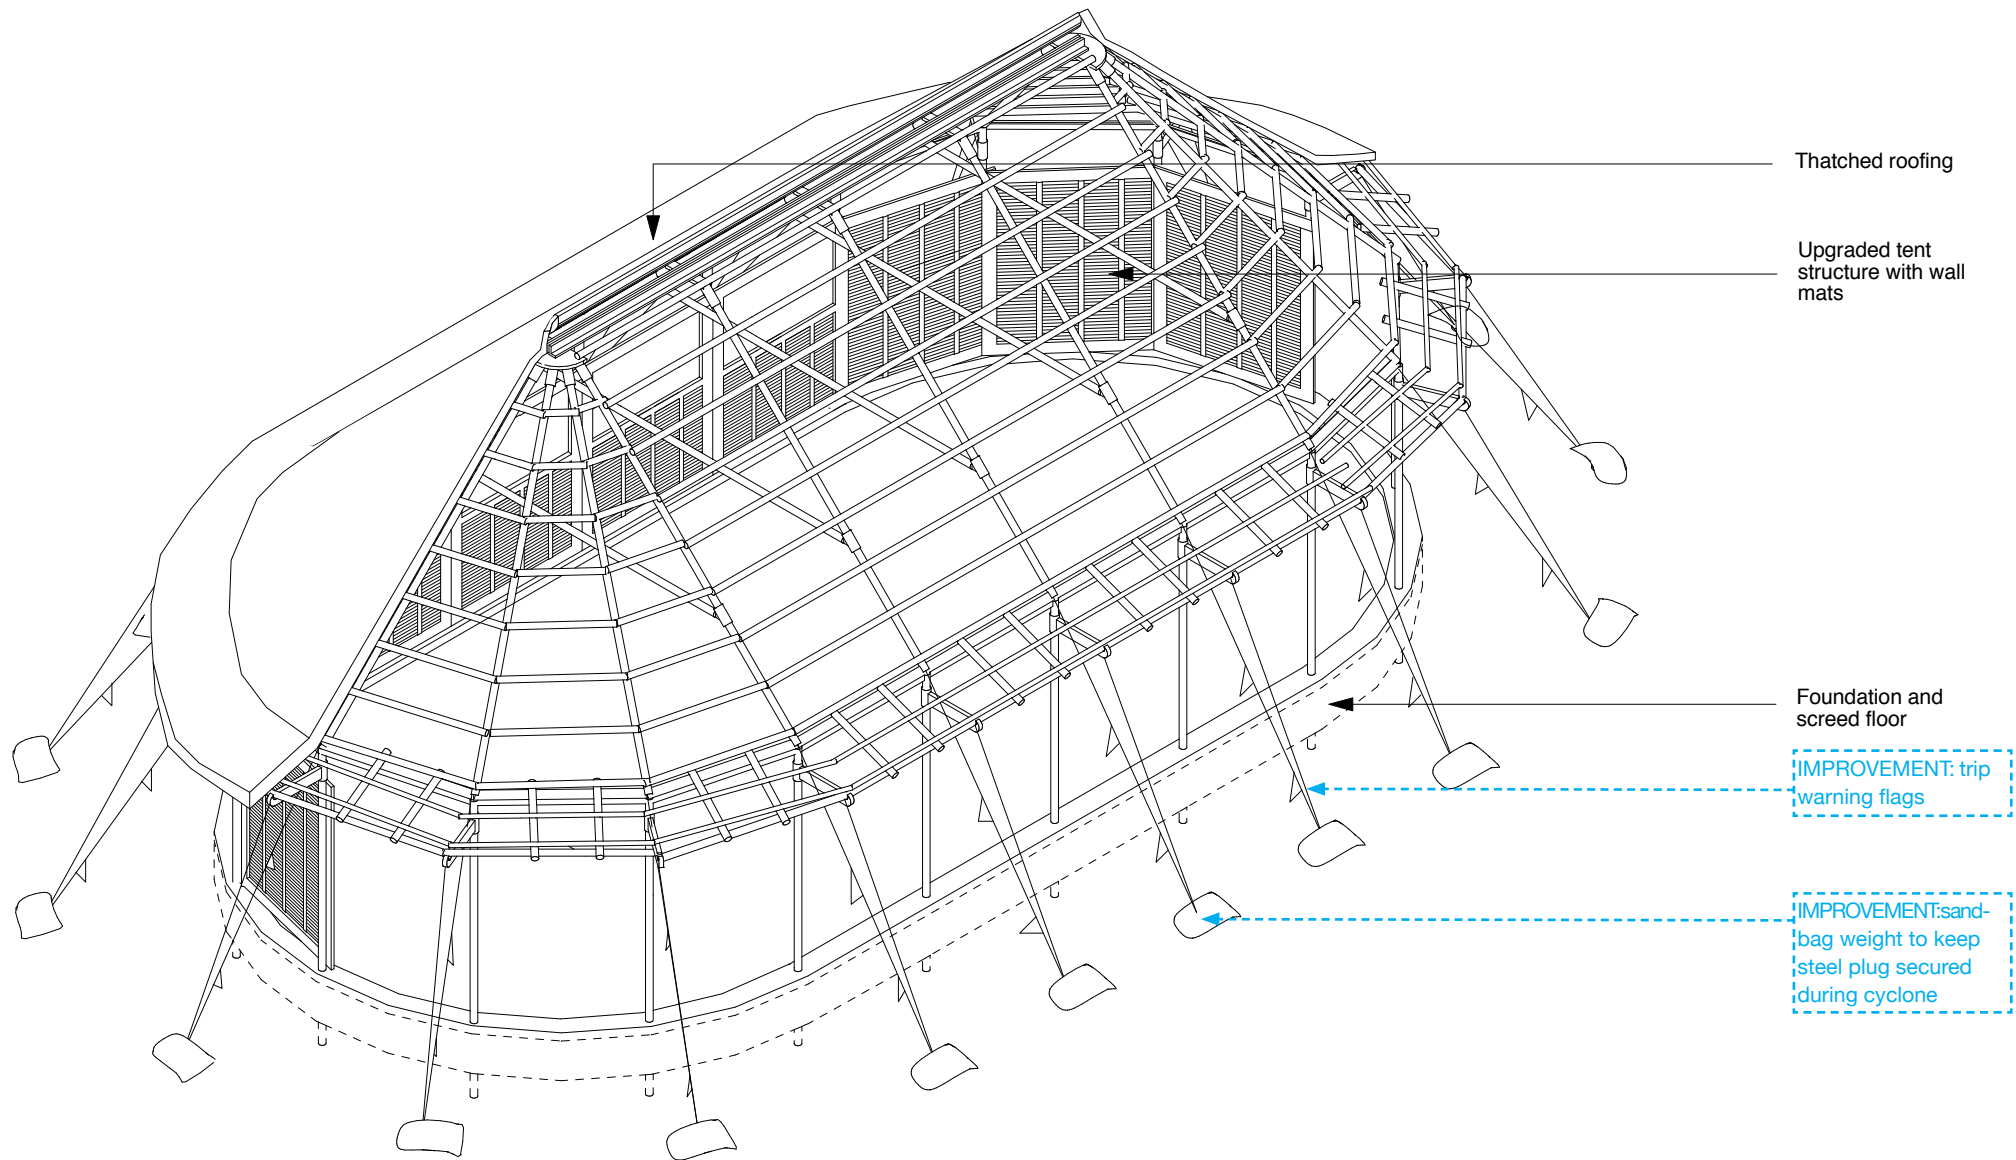 Thatched roofing
Upgraded tent
structure with wall
mats
Foundation and
screed floor
IMPROVEMENT: trip
warning flags
IMPROVEMENT:sand-
bag weight to keep
steel plug secured
during cyclone